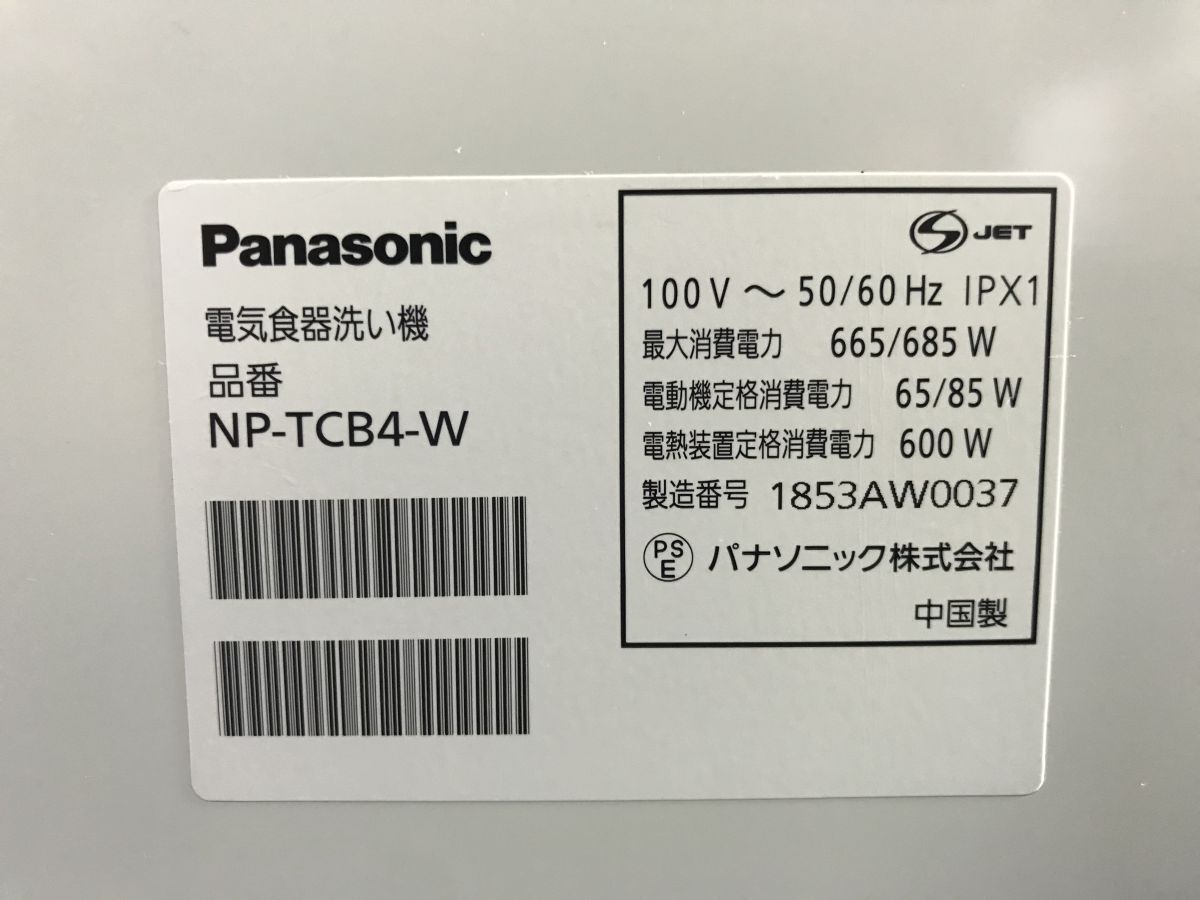 Panasonic
電気食器洗い機
品番
NP-TCB4-W
JET
100V ～ 50/60Hz IPX1
最大消費電力 665/685W
電動機定格消費電力 65/85W
電熱装置定格消費電力 600W
製造番号 1853AW0037
PSE パナソニック株式会社
中国製